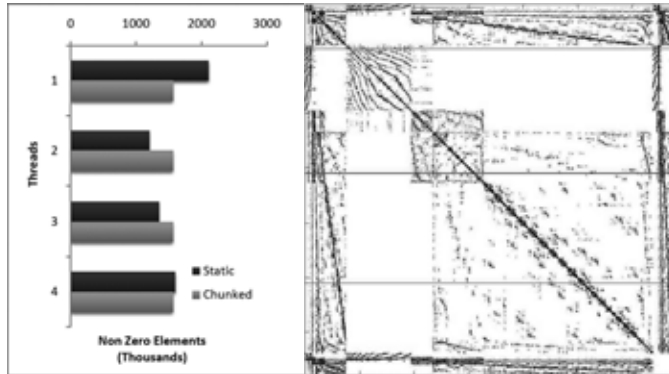 0 1000 2000 3000
1
2
3
4
Threads
Static
Chunked
Non Zero Elements
(Thousands)